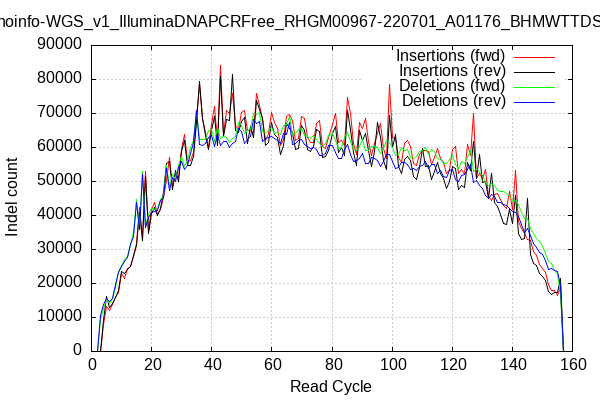 noinfo-WGS_v1_IlluminaDNAPCRFree_RHGM00967-220701_A01176_BHMWTTDS
90000
80000
70000
60000
50000
40000
30000
20000
10000
0
Indel count
Insertions (fwd)
Insertions (rev)
Deletions (fwd)
Deletions (rev)
0 20 40 60 80 100 120 140 160
Read Cycle